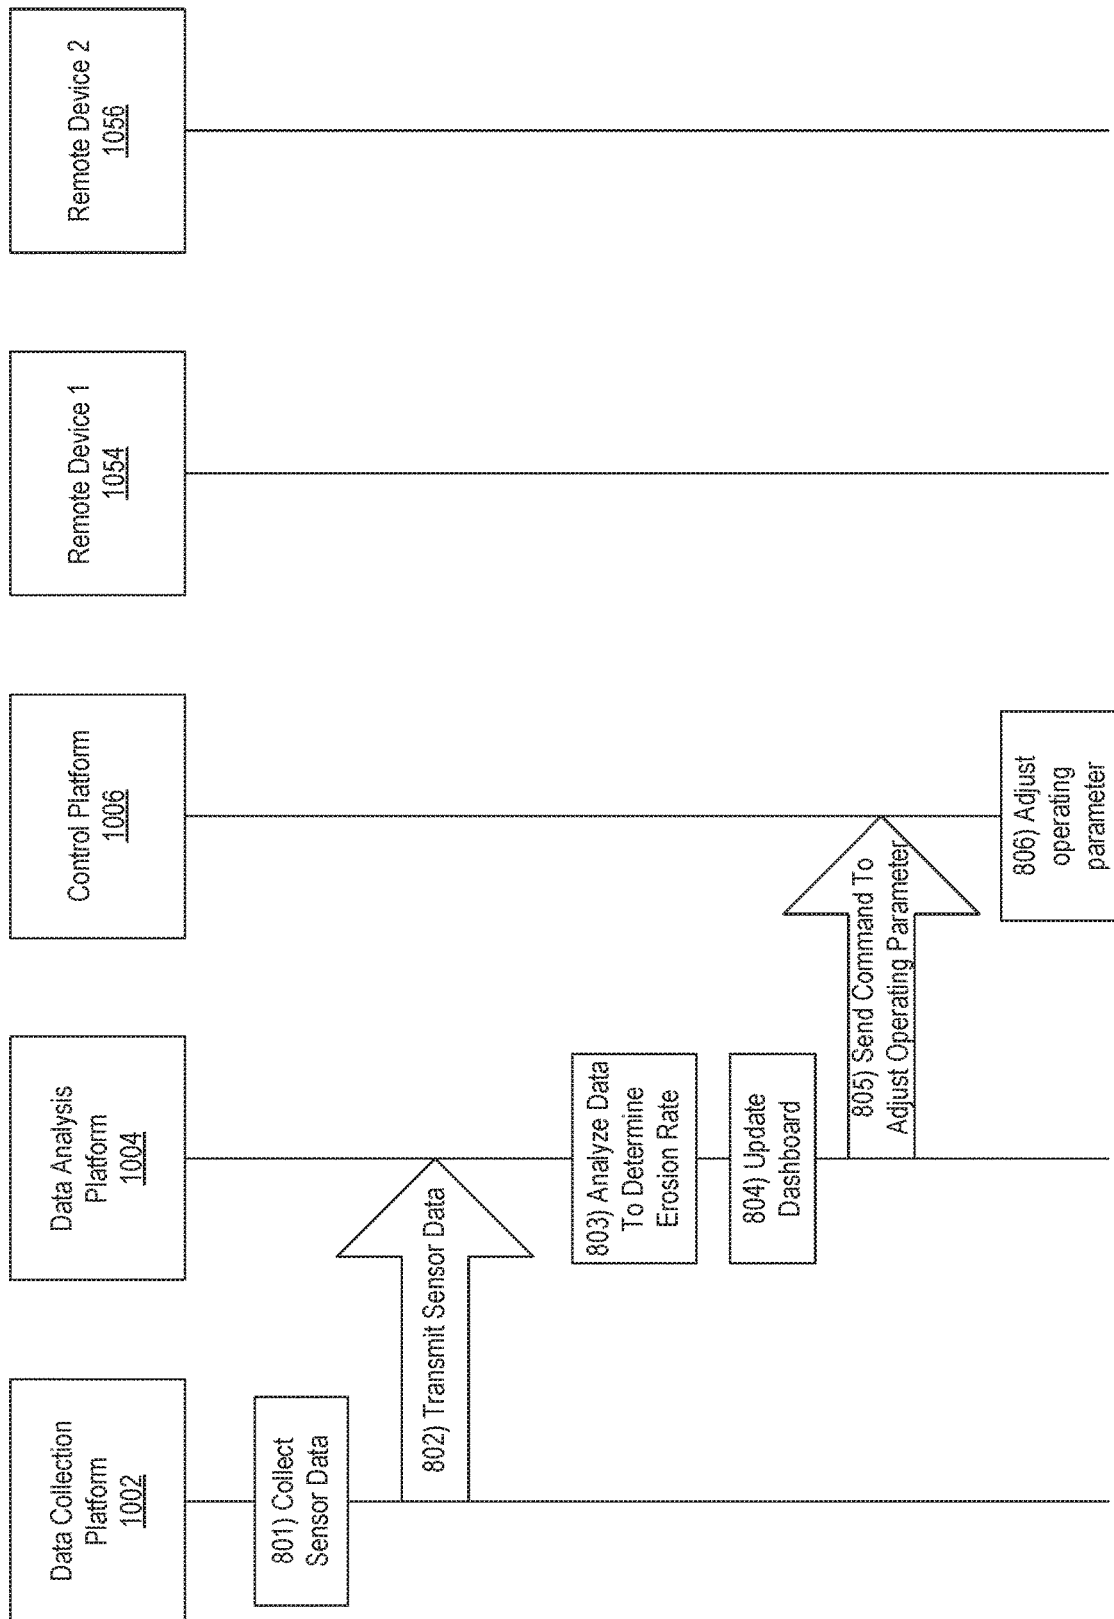 Data Collection
Platform
1002
Data Analysis
Platform
1004
Control Platform
1006
Remote Device 1
1054
Remote Device 2
1056
801) Collect
Sensor Data
802) Transmit Sensor Data
803) Analyze Data
To Determine
Erosion Rate
804) Update
Dashboard
805) Send Command To
Adjust Operating Parameter
806) Adjust
operating
parameter